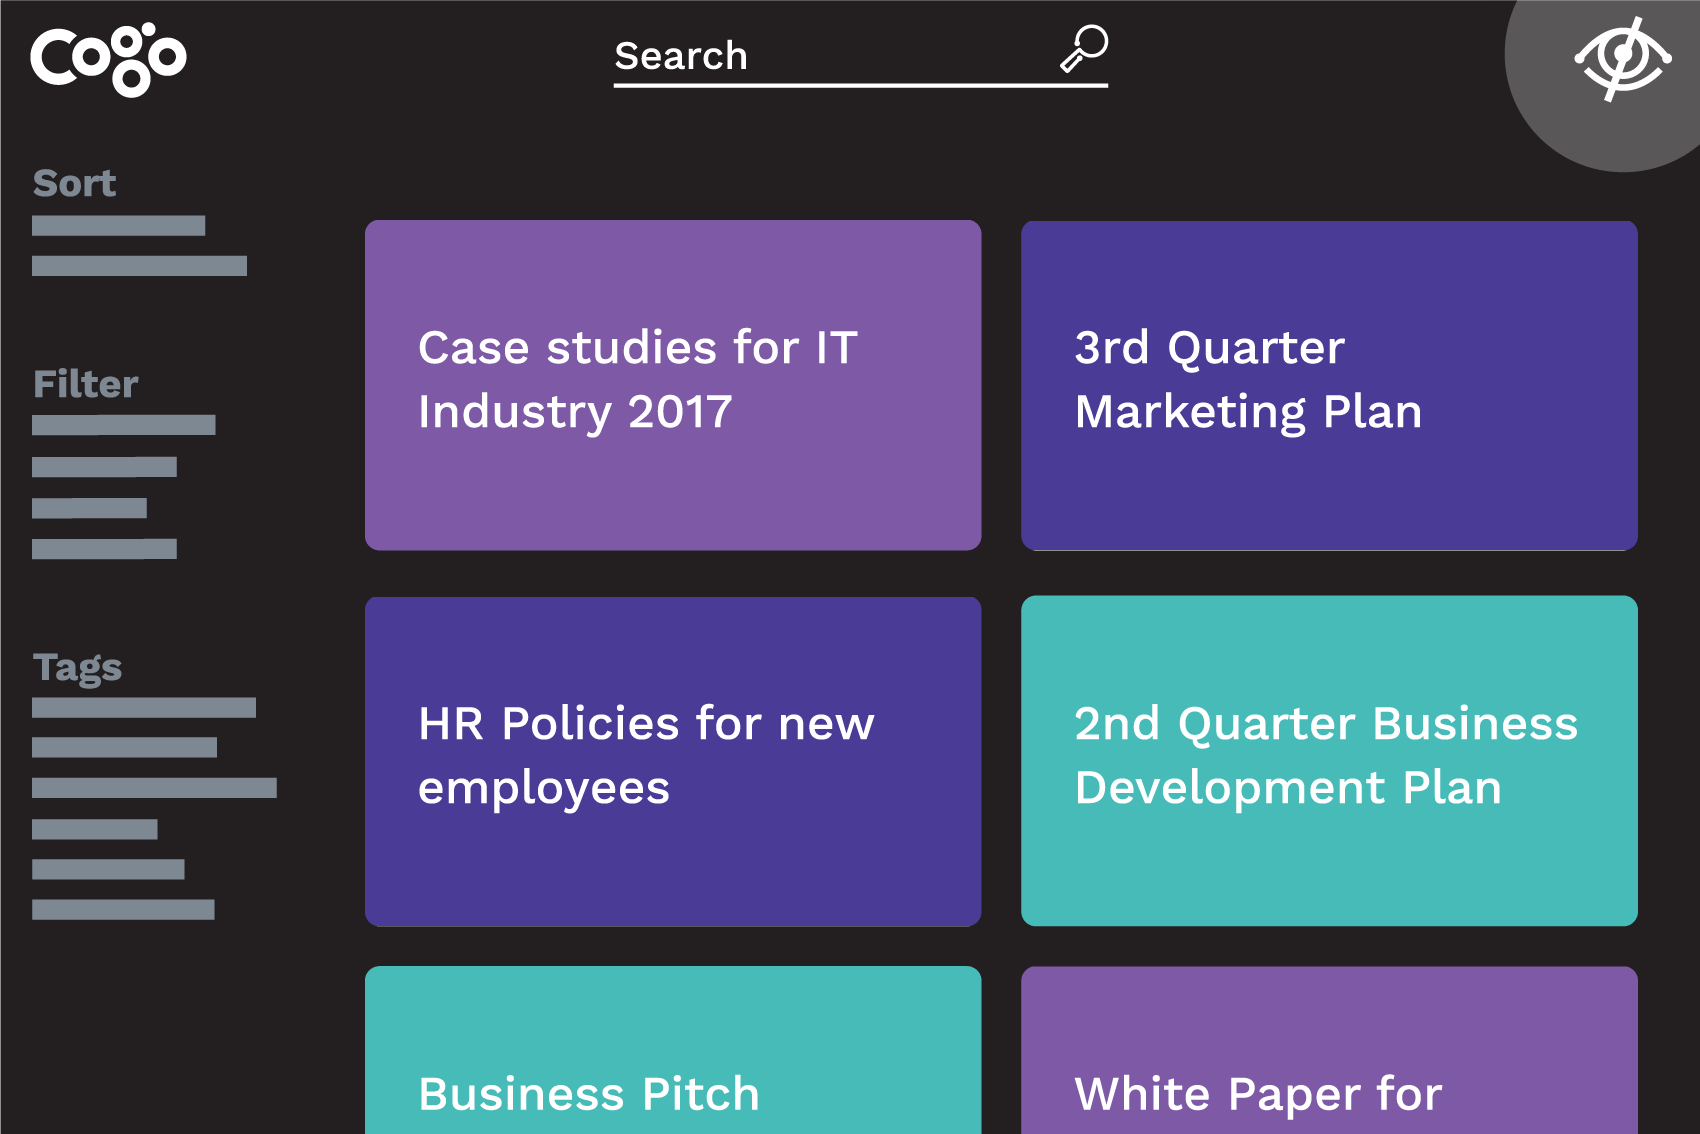 Cogo
Search
Sort
Filter
Tags
Case studies for IT
Industry 2017
3rd Quarter
Marketing Plan
HR Policies for new
employees
2nd Quarter Business
Development Plan
Business Pitch
White Paper for